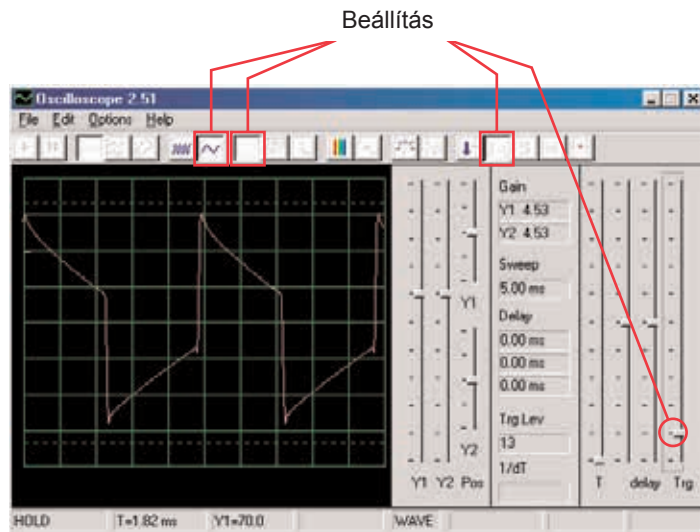 Beállítás
Oscilloscope 2.51
File Edit Options Help
Gain
Y1 4.53
Y2 4.53
Sweep
5.00 ms
Delay
0.00 ms
0.00 ms
0.00 ms
Trg Lev
13
1/dT
Y1
Y2
Y1 Y2 Pos
T delay Trg
HOLD T=1.82 ms Y1=70.0 WAVE